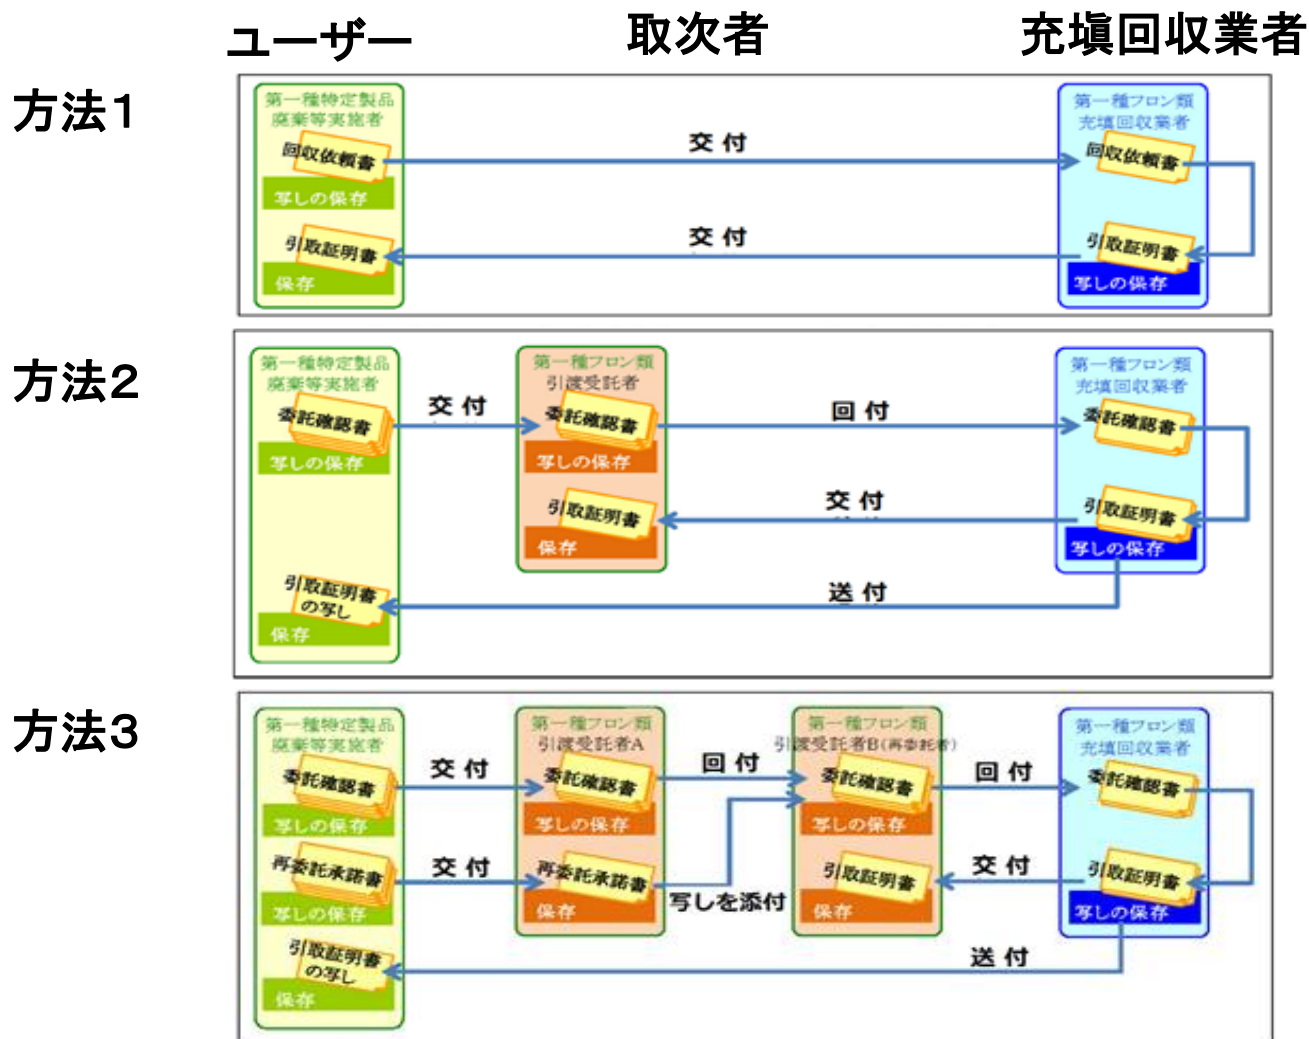 ユーザー
取次者
充塡回収業者
方法1
第一種特定製品
廃棄等実施者
回収依頼書
写しの保存
引取証明書
保存
交 付
交 付
第一種フロン類
充塡回収業者
回収依頼書
引取証明書
写しの保存
方法2
第一種特定製品
廃棄等実施者
委託確認書
写しの保存
引取証明書
の写し
保存
交 付
第一種フロン類
引渡受託者
委託確認書
写しの保存
引取証明書
保存
回 付
交 付
送 付
第一種フロン類
充塡回収業者
委託確認書
引取証明書
写しの保存
方法3
第一種特定製品
廃棄等実施者
委託確認書
写しの保存
再委託承諾書
写しの保存
引取証明書
の写し
保存
交 付
交 付
第一種フロン類
引渡受託者A
委託確認書
写しの保存
再委託承諾書
保存
回 付
写しを添付
第一種フロン類
引渡受託者B(再委託者)
委託確認書
写しの保存
引取証明書
保存
回 付
交 付
送 付
第一種フロン類
充塡回収業者
委託確認書
引取証明書
写しの保存